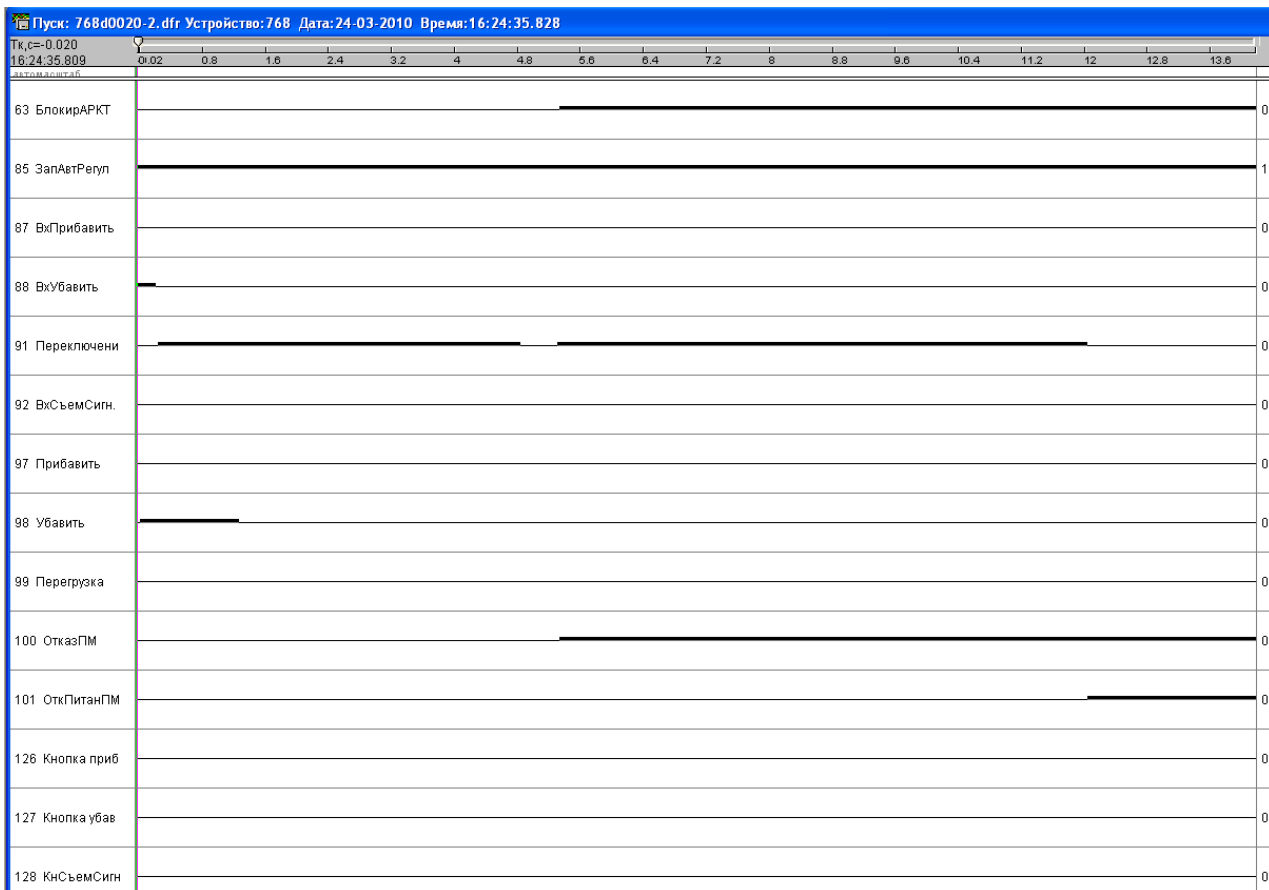 Пуск: 768d0020-2.dfr Устройство:768 Дата:24-03-2010 Время:16:24:35.828
Тк,с=-0.020
16:24:35.809 0.02 0.8 1.6 2.4 3.2 4 4.8 5.6 6.4 7.2 8 8.8 9.6 10.4 11.2 12 12.8 13.6
автомасштаб
63 БлокирАРКТ 0
85 ЗапАвтРегул 1
87 ВхПрибавить 0
88 ВхУбавить 0
91 Переключени 0
92 ВхСъемСигн. 0
97 Прибавить 0
98 Убавить 0
99 Перегрузка 0
100 ОтказПМ 0
101 ОткПитанПМ 0
126 Кнопка приб 0
127 Кнопка убав 0
128 КнСъемСигн 0